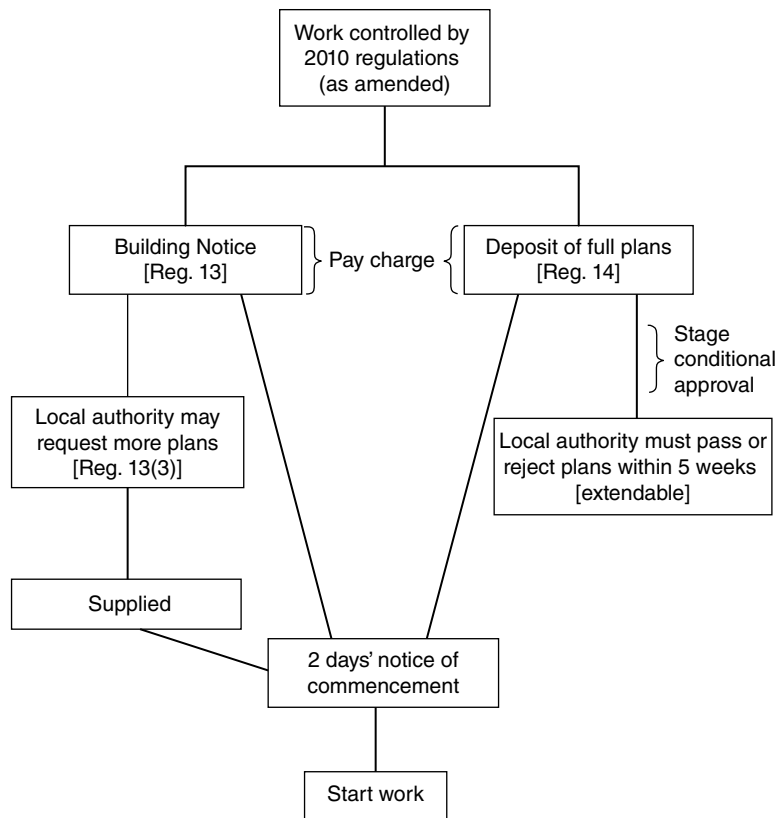 Work controlled by
2010 regulations
(as amended)
Building Notice
[Reg. 13]
Pay charge
Deposit of full plans
[Reg. 14]
Stage
conditional
approval
Local authority may
request more plans
[Reg. 13(3)]
Local authority must pass or
reject plans within 5 weeks
[extendable]
Supplied
2 days' notice of
commencement
Start work